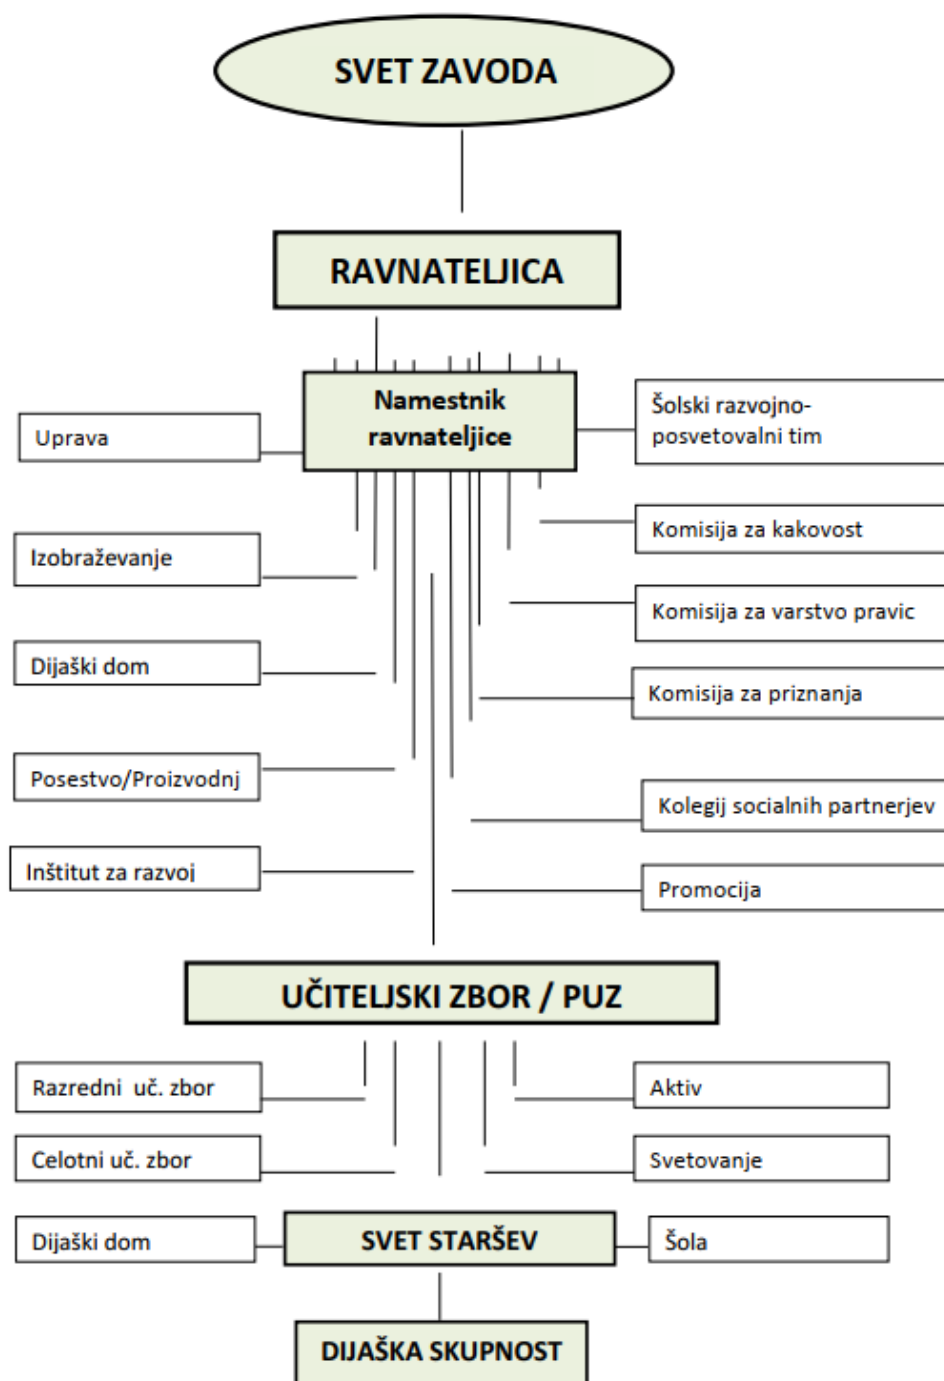 SVET ZAVODA
RAVNATELJICA
Namestnik
ravnateljice
Uprava
Šolski razvojno-
posvetovalni tim
Izobraževanje
Komisija za kakovost
Komisija za varstvo pravic
Dijaški dom
Komisija za priznanja
Posestvo/Proizvodnj
Kolegij socialnih partnerjev
Inštitut za razvoj
Promocija
UČITELJSKI ZBOR / PUZ
Razredni uč. zbor
Aktiv
Celotni uč. zbor
Svetovanje
Dijaški dom
SVET STARŠEV
Šola
DIJAŠKA SKUPNOST